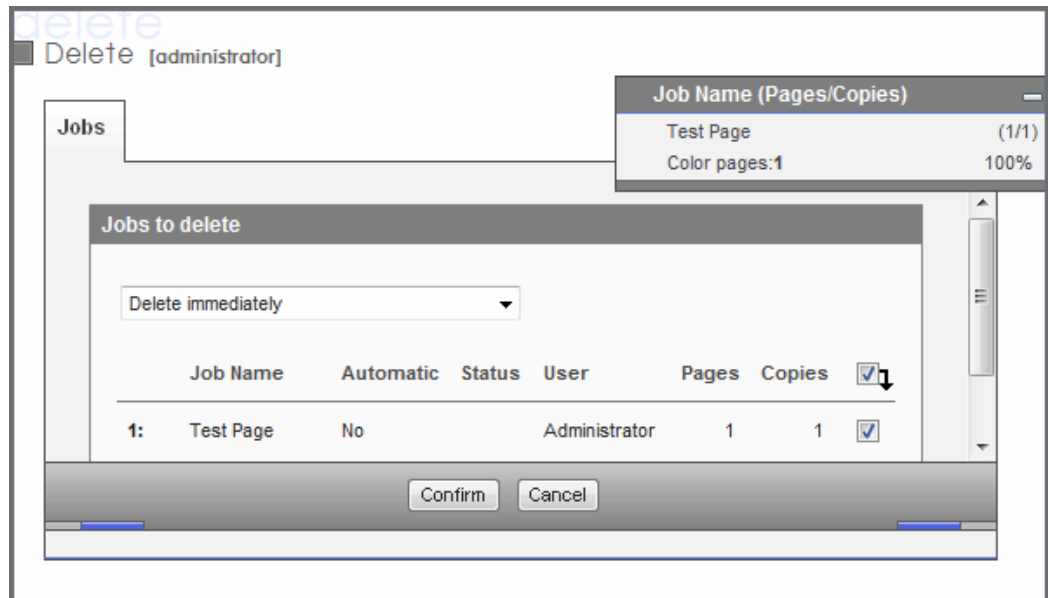 delete
Delete [administrator]
Job Name (Pages/Copies)
Test Page (1/1)
Color pages:1 100%
Jobs
Jobs to delete
Delete immediately
Job Name Automatic Status User Pages Copies
1: Test Page No Administrator 1 1
Confirm Cancel